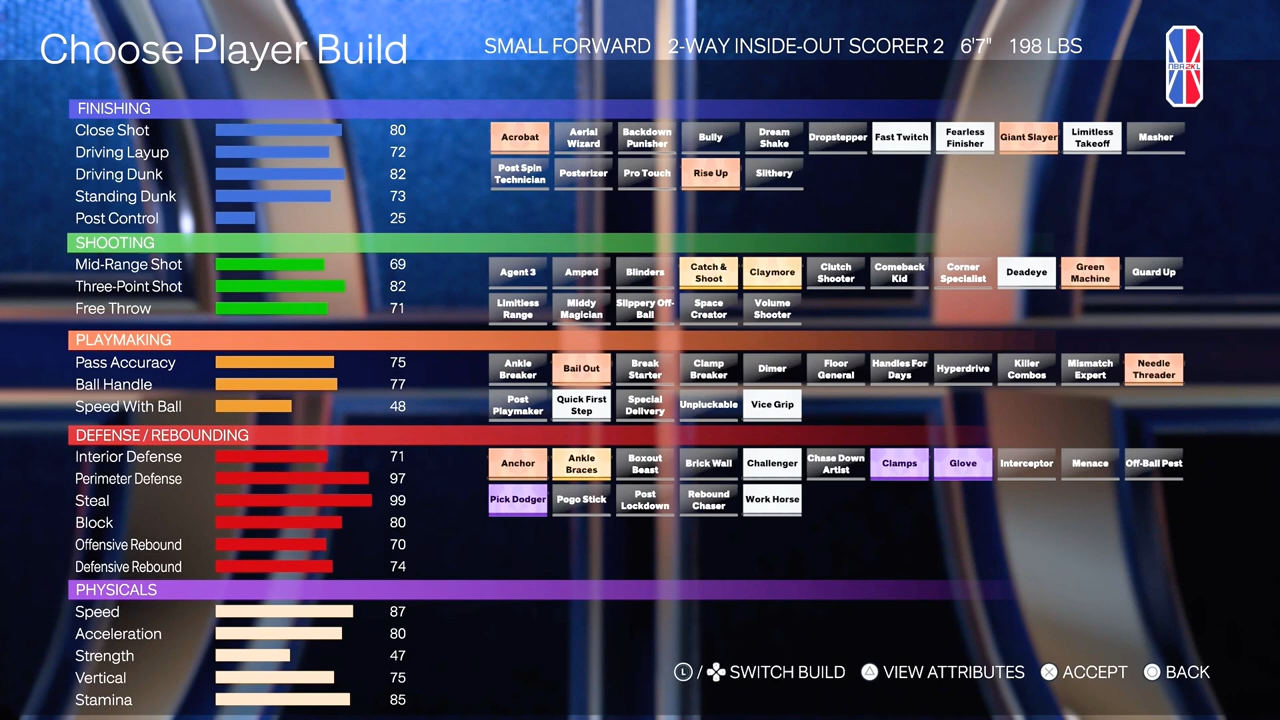 Choose Player Build
SMALL FORWARD 2-WAY INSIDE-OUT SCORER 2 6'7" 198 LBS
NBA2KL
FINISHING
Close Shot 80
Driving Layup 72
Driving Dunk 82
Standing Dunk 73
Post Control 25
Acrobat Aerial Wizard Backdown Punisher Bully Dream Shake Dropstepper Fast Twitch Fearless Finisher Giant Slayer Limitless Takeoff Masher
Post Spin Technician Posterizer Pro Touch Rise Up Slithery
SHOOTING
Mid-Range Shot 69
Three-Point Shot 82
Free Throw 71
Agent 3 Amped Blinders Catch & Shoot Claymore Clutch Shooter Comeback Kid Corner Specialist Deadeye Green Machine Guard Up
Limitless Range Middy Magician Slippery Off-Ball Space Creator Volume Shooter
PLAYMAKING
Pass Accuracy 75
Ball Handle 77
Speed With Ball 48
Ankle Breaker Bail Out Break Starter Clamp Breaker Dimer Floor General Handles For Days Hyperdrive Killer Combos Mismatch Expert Needle Threader
Post Playmaker Quick First Step Special Delivery Unpluckable Vice Grip
DEFENSE / REBOUNDING
Interior Defense 71
Perimeter Defense 97
Steal 99
Block 80
Offensive Rebound 70
Defensive Rebound 74
Anchor Ankle Braces Boxout Beast Brick Wall Challenger Chase Down Artist Clamps Glove Interceptor Menace Off-Ball Pest
Pick Dodger Pogo Stick Post Lockdown Rebound Chaser Work Horse
PHYSICALS
Speed 87
Acceleration 80
Strength 47
Vertical 75
Stamina 85
L / SWITCH BUILD VIEW ATTRIBUTES ACCEPT BACK